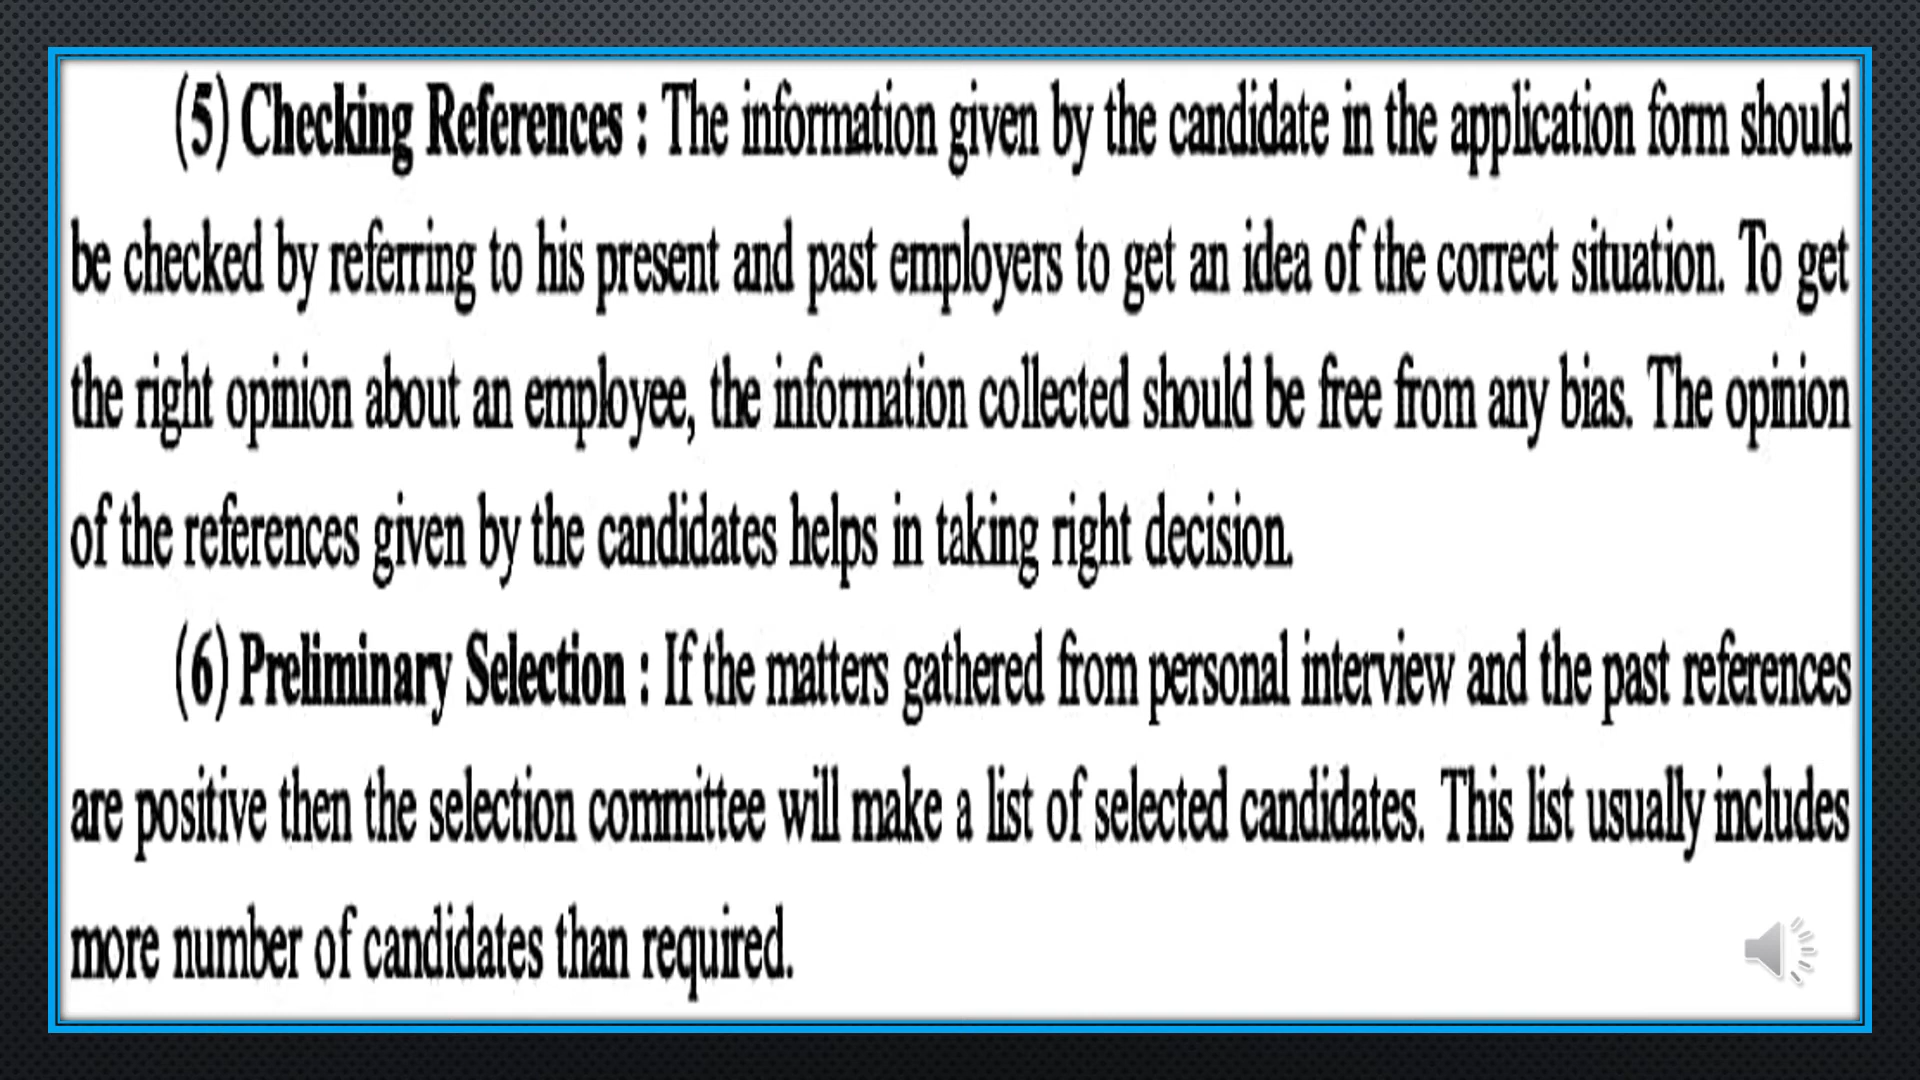 (5) Checking References : The information given by the candidate in the application form should
be checked by referring to his present and past employers to get an idea of the correct situation. To get
the right opinion about an employee, the information collected should be free from any bias. The opinion
of the references given by the candidates helps in taking right decision.
(6) Preliminary Selection : If the matters gathered from personal interview and the past references
are positive then the selection committee will make a list of selected candidates. This list usually includes
more number of candidates than required.